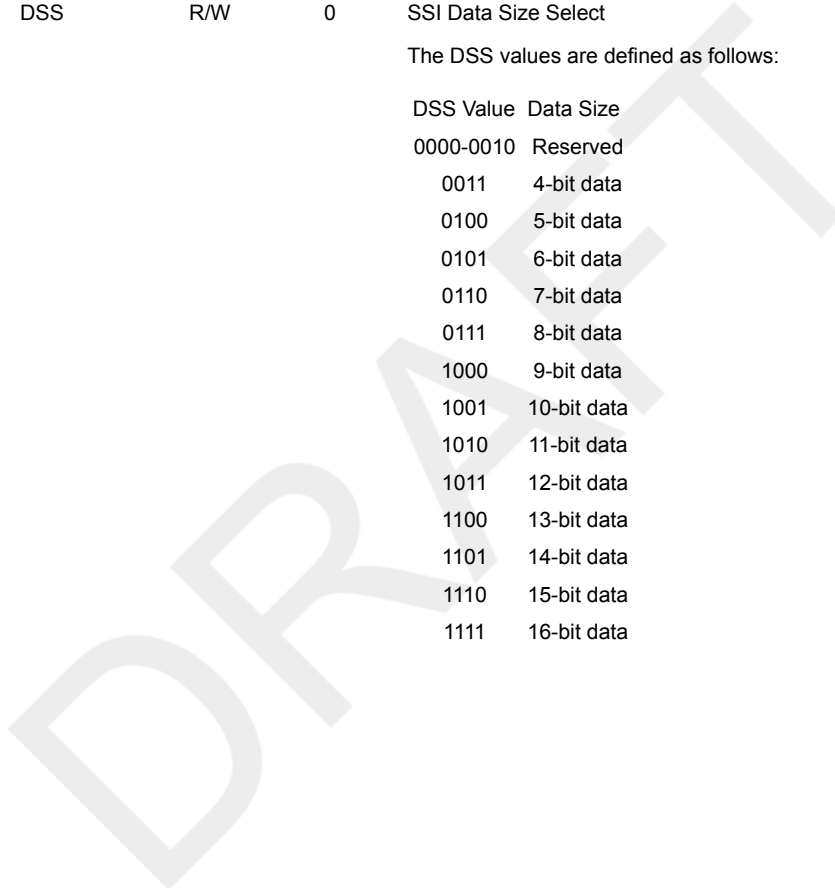 DSS R/W 0 SSI Data Size Select
The DSS values are defined as follows:
DSS Value Data Size
0000-0010 Reserved
0011 4-bit data
0100 5-bit data
0101 6-bit data
0110 7-bit data
0111 8-bit data
1000 9-bit data
1001 10-bit data
1010 11-bit data
1011 12-bit data
1100 13-bit data
1101 14-bit data
1110 15-bit data
1111 16-bit data
DRAFT